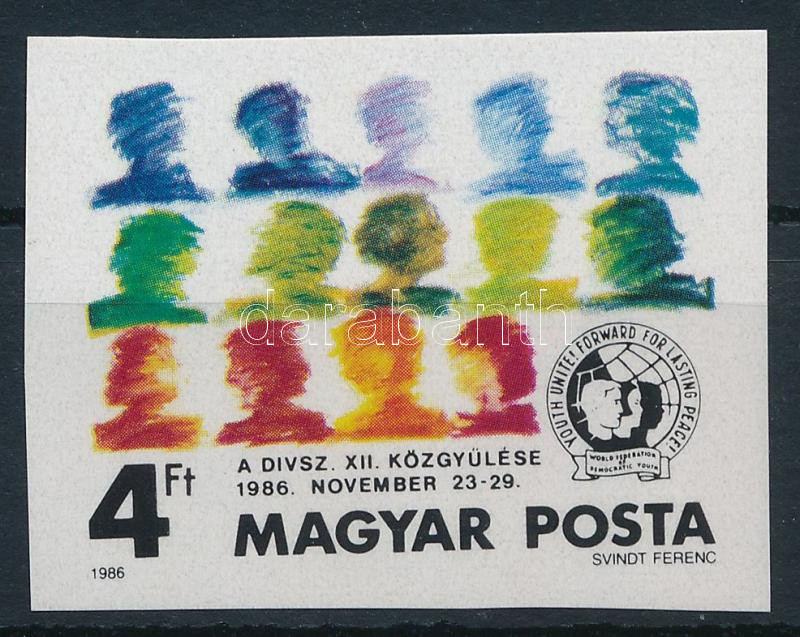 darabanth
YOUTH UNITE! FORWARD FOR LASTING PEACE!
WORLD FEDERATION
OF
DEMOCRATIC YOUTH
4Ft
A DIVSZ. XII. KÖZGYŰLÉSE
1986. NOVEMBER 23-29.
MAGYAR POSTA
1986
SVINDT FERENC